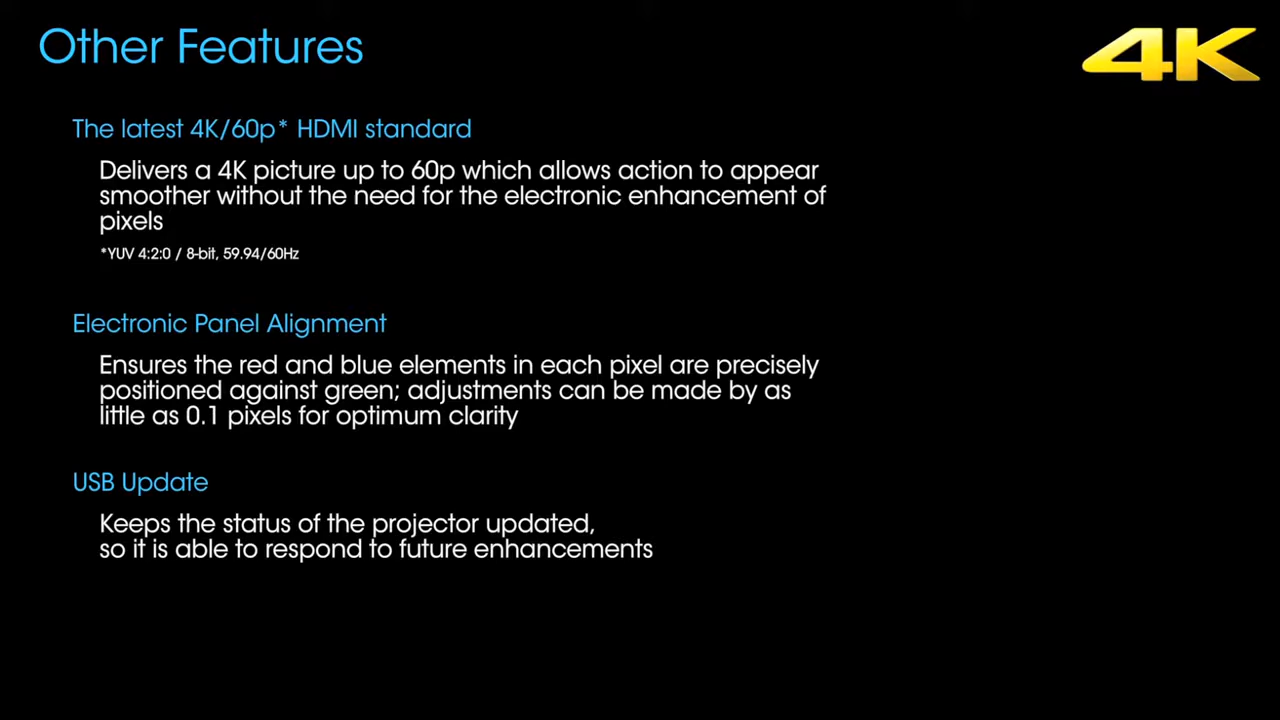 Other Features
4K
The latest 4K/60p* HDMI standard
Delivers a 4K picture up to 60p which allows action to appear
smoother without the need for the electronic enhancement of
pixels
*YUV 4:2:0 / 8-bit, 59.94/60Hz
Electronic Panel Alignment
Ensures the red and blue elements in each pixel are precisely
positioned against green; adjustments can be made by as
little as 0.1 pixels for optimum clarity
USB Update
Keeps the status of the projector updated,
so it is able to respond to future enhancements